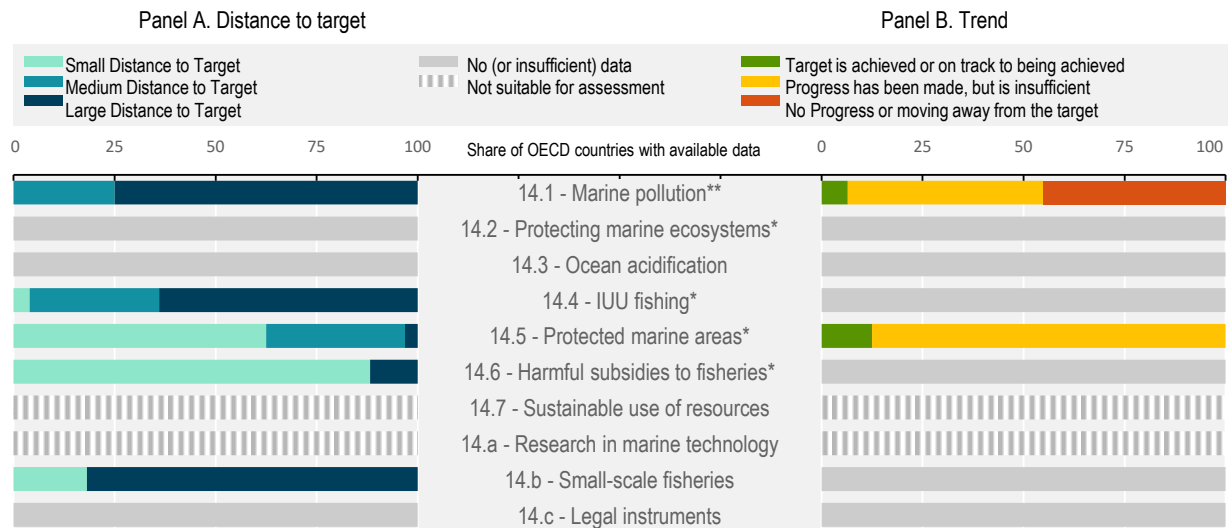 Panel A. Distance to target
Panel B. Trend
Small Distance to Target
Medium Distance to Target
Large Distance to Target
No (or insufficient) data
Not suitable for assessment
Target is achieved or on track to being achieved
Progress has been made, but is insufficient
No Progress or moving away from the target
0 25 50 75 100
Share of OECD countries with available data
0 25 50 75 100
14.1 - Marine pollution**
14.2 - Protecting marine ecosystems*
14.3 - Ocean acidification
14.4 - IUU fishing*
14.5 - Protected marine areas*
14.6 - Harmful subsidies to fisheries*
14.7 - Sustainable use of resources
14.a - Research in marine technology
14.b - Small-scale fisheries
14.c - Legal instruments